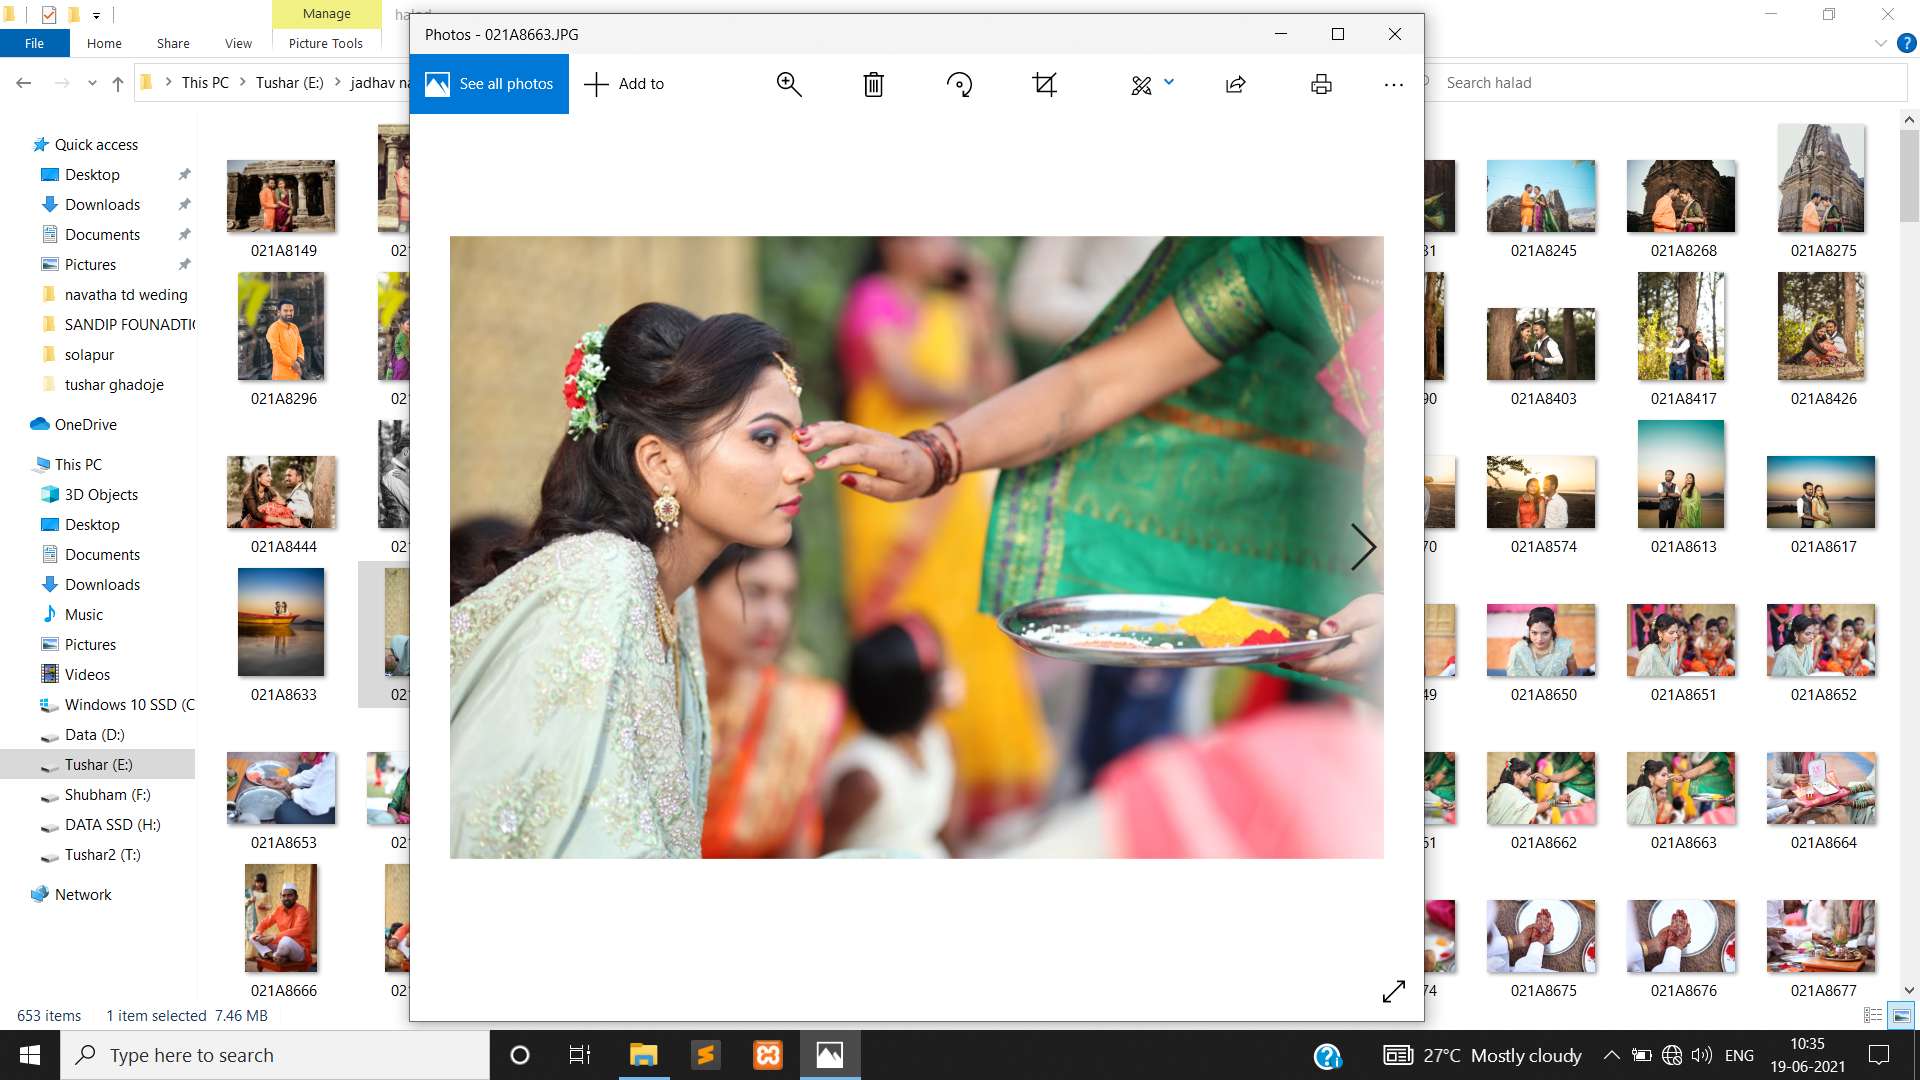 Manage
halad
File
Home
Share
View
Picture Tools
This PC
Tushar (E:)
jadhav
Search halad
Photos - 021A8663.JPG
See all photos
Add to
Quick access
Desktop
Downloads
Documents
Pictures
navatha td weding
SANDIP FOUNADTIO
solapur
tushar ghadoje
OneDrive
This PC
3D Objects
Desktop
Documents
Downloads
Music
Pictures
Videos
Windows 10 SSD (C
Data (D:)
Tushar (E:)
Shubham (F:)
DATA SSD (H:)
Tushar2 (T:)
Network
021A8149
021A8245
021A8268
021A8275
021A8296
021A8403
021A8417
021A8426
021A8444
021A8574
021A8613
021A8617
021A8633
021A8650
021A8651
021A8652
021A8653
021A8662
021A8663
021A8664
021A8666
021A8675
021A8676
021A8677
653 items
1 item selected 7.46 MB
Type here to search
27°C Mostly cloudy
ENG
10:35
19-06-2021